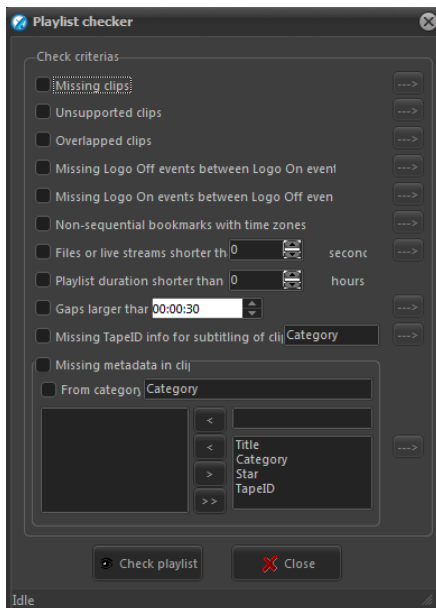 Playlist checker
Check criterias
Missing clips --->
Unsupported clips --->
Overlapped clips --->
Missing Logo Off events between Logo On event --->
Missing Logo On events between Logo Off even --->
Non-sequential bookmarks with time zones --->
Files or live streams shorter th 0 seconc --->
Playlist duration shorter than 0 hours
Gaps larger thar 00:00:30 --->
Missing TapeID info for subtitling of clij Category --->
Missing metadata in clij
From category Category
<
< Title
Category
> Star
TapeID
--->
>>
Check playlist Close
Idle